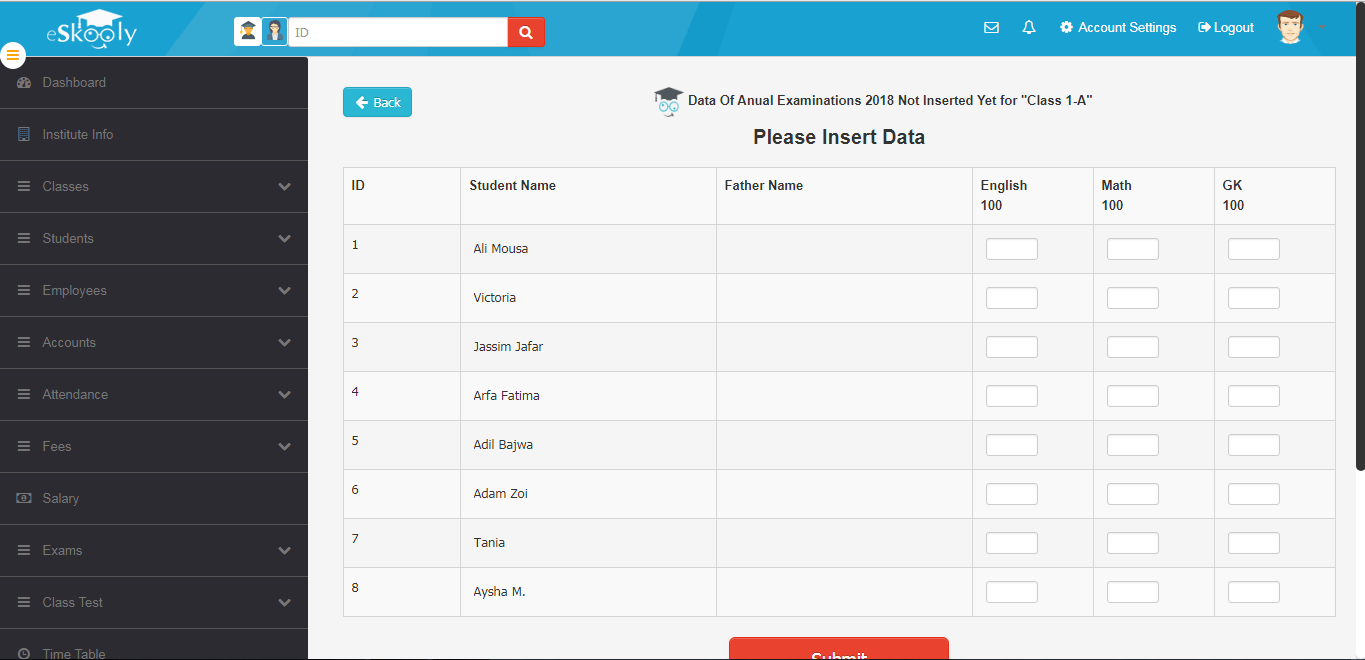 eSkooly
ID
Account Settings
Logout
Dashboard
Institute Info
Classes
Students
Employees
Accounts
Attendance
Fees
Salary
Exams
Class Test
Time Table
Back
Data Of Anual Examinations 2018 Not Inserted Yet for "Class 1-A"
Please Insert Data
ID Student Name Father Name English 100 Math 100 GK 100
1 Ali Mousa
2 Victoria
3 Jassim Jafar
4 Arfa Fatima
5 Adil Bajwa
6 Adam Zoi
7 Tania
8 Aysha M.
Submit